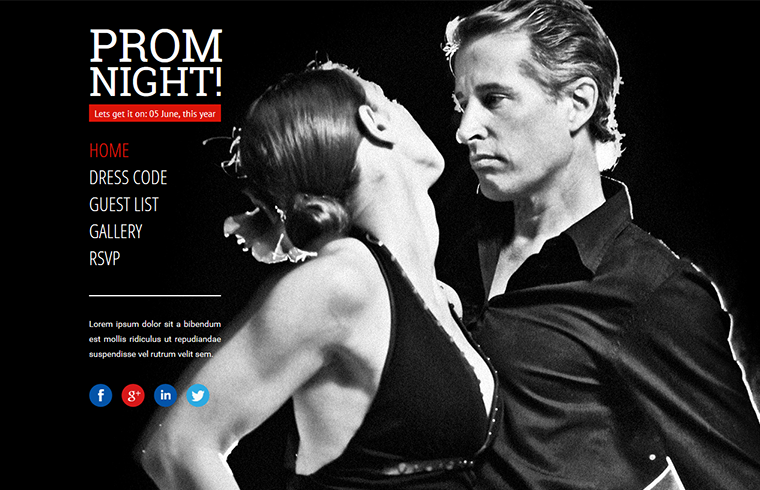 PROM
NIGHT!
Lets get it on: 05 June, this year
HOME
DRESS CODE
GUEST LIST
GALLERY
RSVP
Lorem ipsum dolor sit a bibendum
est mollis ridiculus ut repudiandae
suspendisse vel rutrum velit sem.
f
g+
in